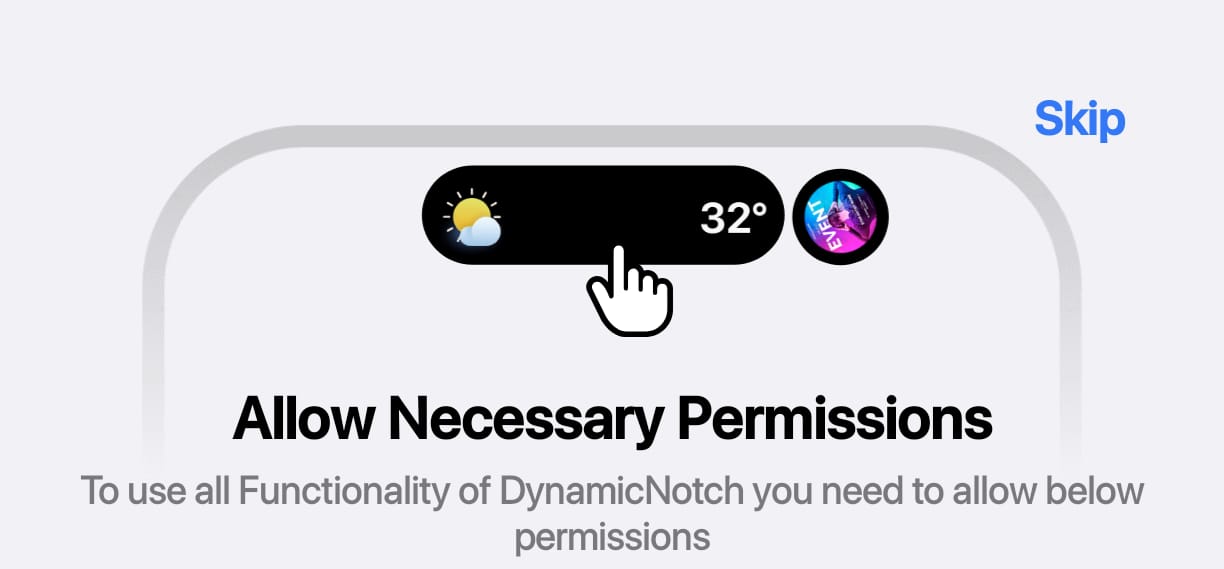 Skip
32°
EVENT
Allow Necessary Permissions
To use all Functionality of DynamicNotch you need to allow below
permissions